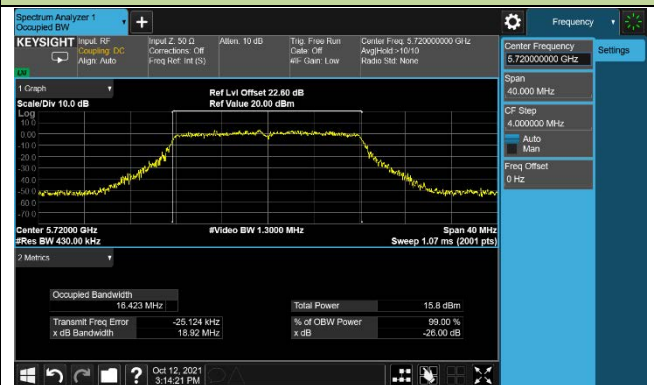 Spectrum Analyzer 1
Occupied BW
+
Frequency
KEYSIGHT
Input: RF
Coupling: DC
Align: Auto
Input Z: 50 Ω
Corrections: Off
Freq Ref: Int (S)
Atten: 10 dB
Trig: Free Run
Gate: Off
#IF Gain: Low
Center Freq: 5.720000000 GHz
Avg|Hold:>10/10
Radio Std: None
LXI
Center Frequency
5.720000000 GHz
Settings
Span
40.000 MHz
CF Step
4.000000 MHz
Auto
Man
Freq Offset
0 Hz
1 Graph
Scale/Div 10.0 dB
Ref Lvl Offset 22.60 dB
Ref Value 20.00 dBm
Log
10.0
0.00
-10.0
-20.0
-30.0
-40.0
-50.0
-60.0
-70.0
Center 5.72000 GHz
#Video BW 1.3000 MHz
Span 40 MHz
#Res BW 430.00 kHz
Sweep 1.07 ms (2001 pts)
2 Metrics
Occupied Bandwidth
16.423 MHz
Total Power 15.8 dBm
Transmit Freq Error -25.124 kHz
% of OBW Power 99.00 %
x dB Bandwidth 18.92 MHz
x dB -26.00 dB
?
Oct 12, 2021
3:14:21 PM